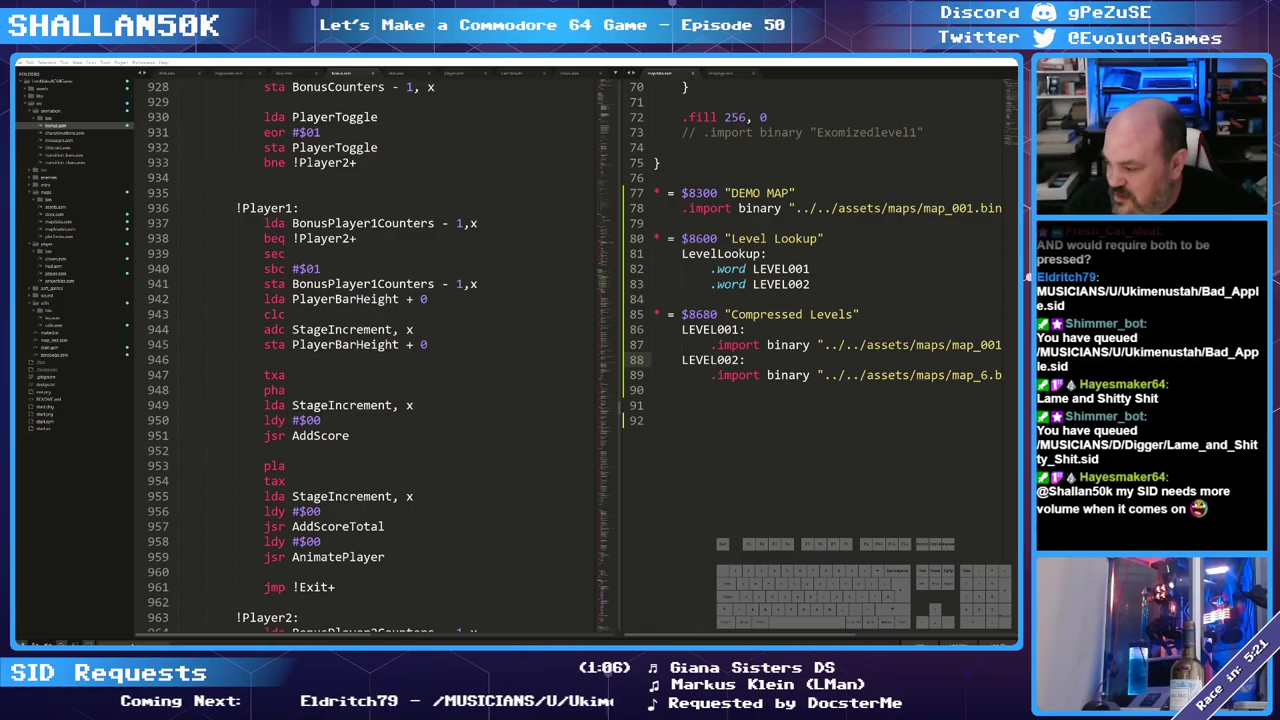 SHALLAN50K
Let's Make a Commodore 64 Game - Episode 50
Discord gPeZuSE
Twitter @EvoluteGames
FOLDERS
928 sta BonusCounters - 1, x
929
930 lda PlayerToggle
931 eor #$01
932 sta PlayerToggle
933 bne !Player2+
934
935
936 !Player1:
937 lda BonusPlayer1Counters - 1,x
938 beq !Player2+
939 sec
940 sbc #$01
941 sta BonusPlayer1Counters - 1,x
942 lda PlayerBarHeight + 0
943 clc
944 adc StageIncrement, x
945 sta PlayerBarHeight + 0
946
947 txa
948 pha
949 lda StageIncrement, x
950 ldy #$00
951 jsr AddScore
952
953 pla
954 tax
955 lda StageIncrement, x
956 ldy #$00
957 jsr AddScoreTotal
958 ldy #$00
959 jsr AnimatePlayer
960
961 jmp !Exit+
962
963 !Player2:
70 }
71
72 .fill 256, 0
73 // .import binary "Exomizedlevel1"
74
75 }
76
77 * = $8300 "DEMO MAP"
78 .import binary "../../assets/maps/map_001.bin
79
80 * = $8600 "Level Lookup"
81 LevelLookup:
82 .word LEVEL001
83 .word LEVEL002
84
85 * = $8680 "Compressed Levels"
86 LEVEL001:
87 .import binary "../../assets/maps/map_001
88 LEVEL002:
89 .import binary "../../assets/maps/map_6.b
90
91
92
Fresh_Cat_Meat:
AND would require both to be
pressed?
Eldritch79:
MUSICIANS/U/Ukimenustah/Bad_Appl
e.sid
Shimmer_bot:
You have queued
/MUSICIANS/U/Ukimenustah/Bad_App
le.sid
Hayesmaker64:
Lame and Shitty Shit
Shimmer_bot:
You have queued
/MUSICIANS/D/Digger/Lame_and_Shit
ty_Shit.sid
Hayesmaker64:
@Shallan50k my SID needs more
volume when it comes on
Race in: 5:21
SID Requests
(1:06) Giana Sisters DS
Markus Klein (LMan)
Requested by DocsterMe
Coming Next: Eldritch79 - /MUSICIANS/U/Ukim